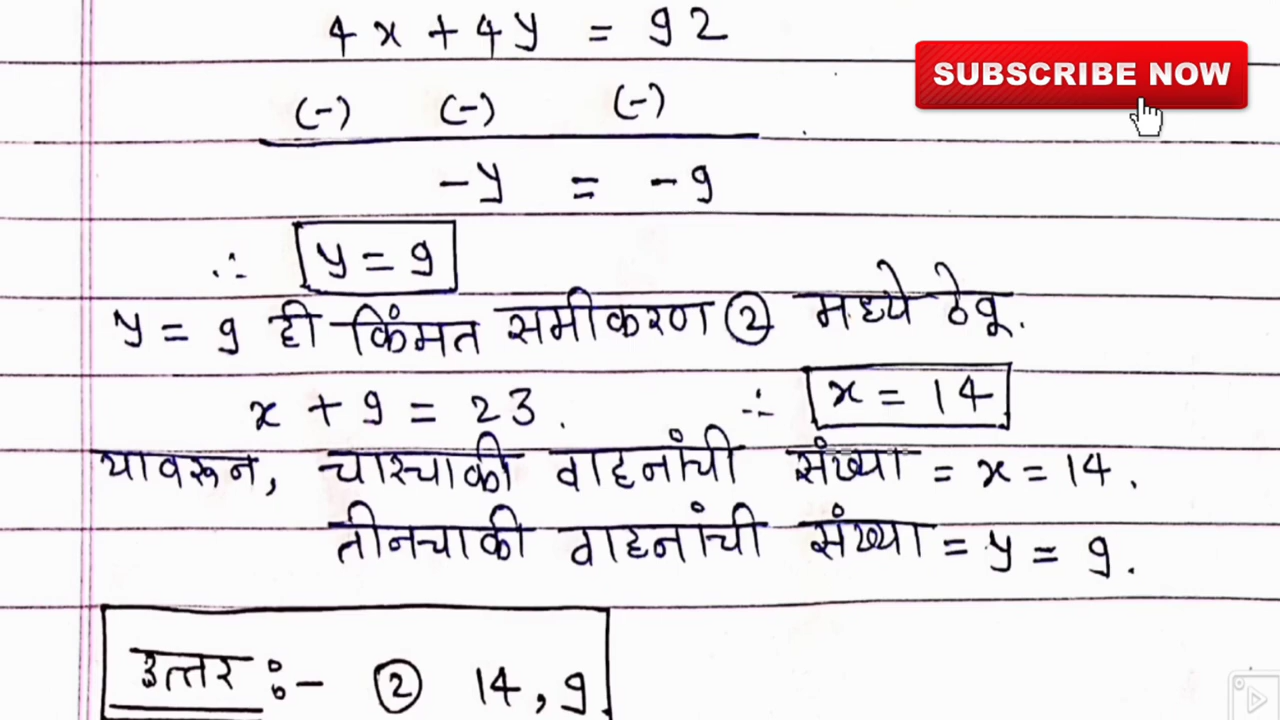 4x + 4y = 92
SUBSCRIBE NOW
(-) (-) (-)
-y = -9
∴ y = 9
y = 9 ही किंमत समीकरण ② मध्ये ठेवू.
x + 9 = 23. ∴ x = 14
यावरून, चारचाकी वाहनांची संख्या = x = 14.
तीनचाकी वाहनांची संख्या = y = 9.
उत्तर :- ② 14, 9